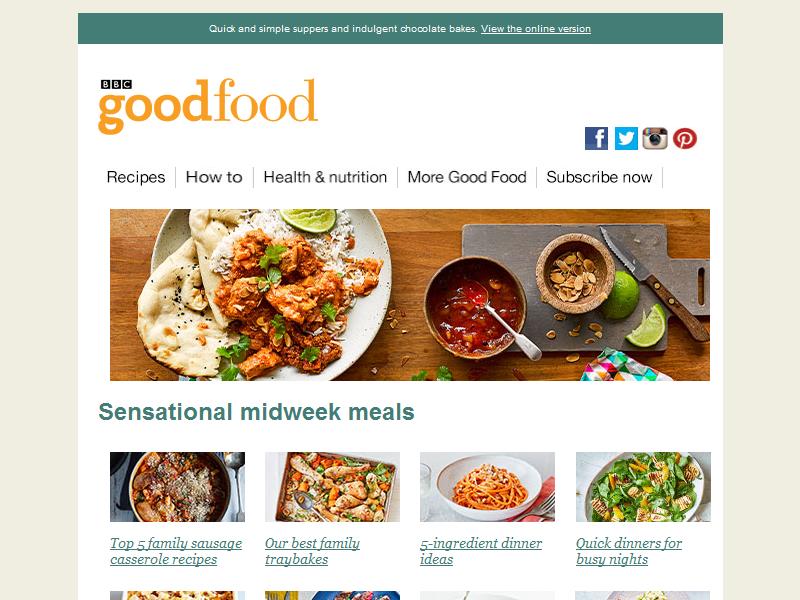 Quick and simple suppers and indulgent chocolate bakes. View the online version
BBC
goodfood
Recipes How to Health & nutrition More Good Food Subscribe now
Sensational midweek meals
Top 5 family sausage casserole recipes
Our best family traybakes
5-ingredient dinner ideas
Quick dinners for busy nights